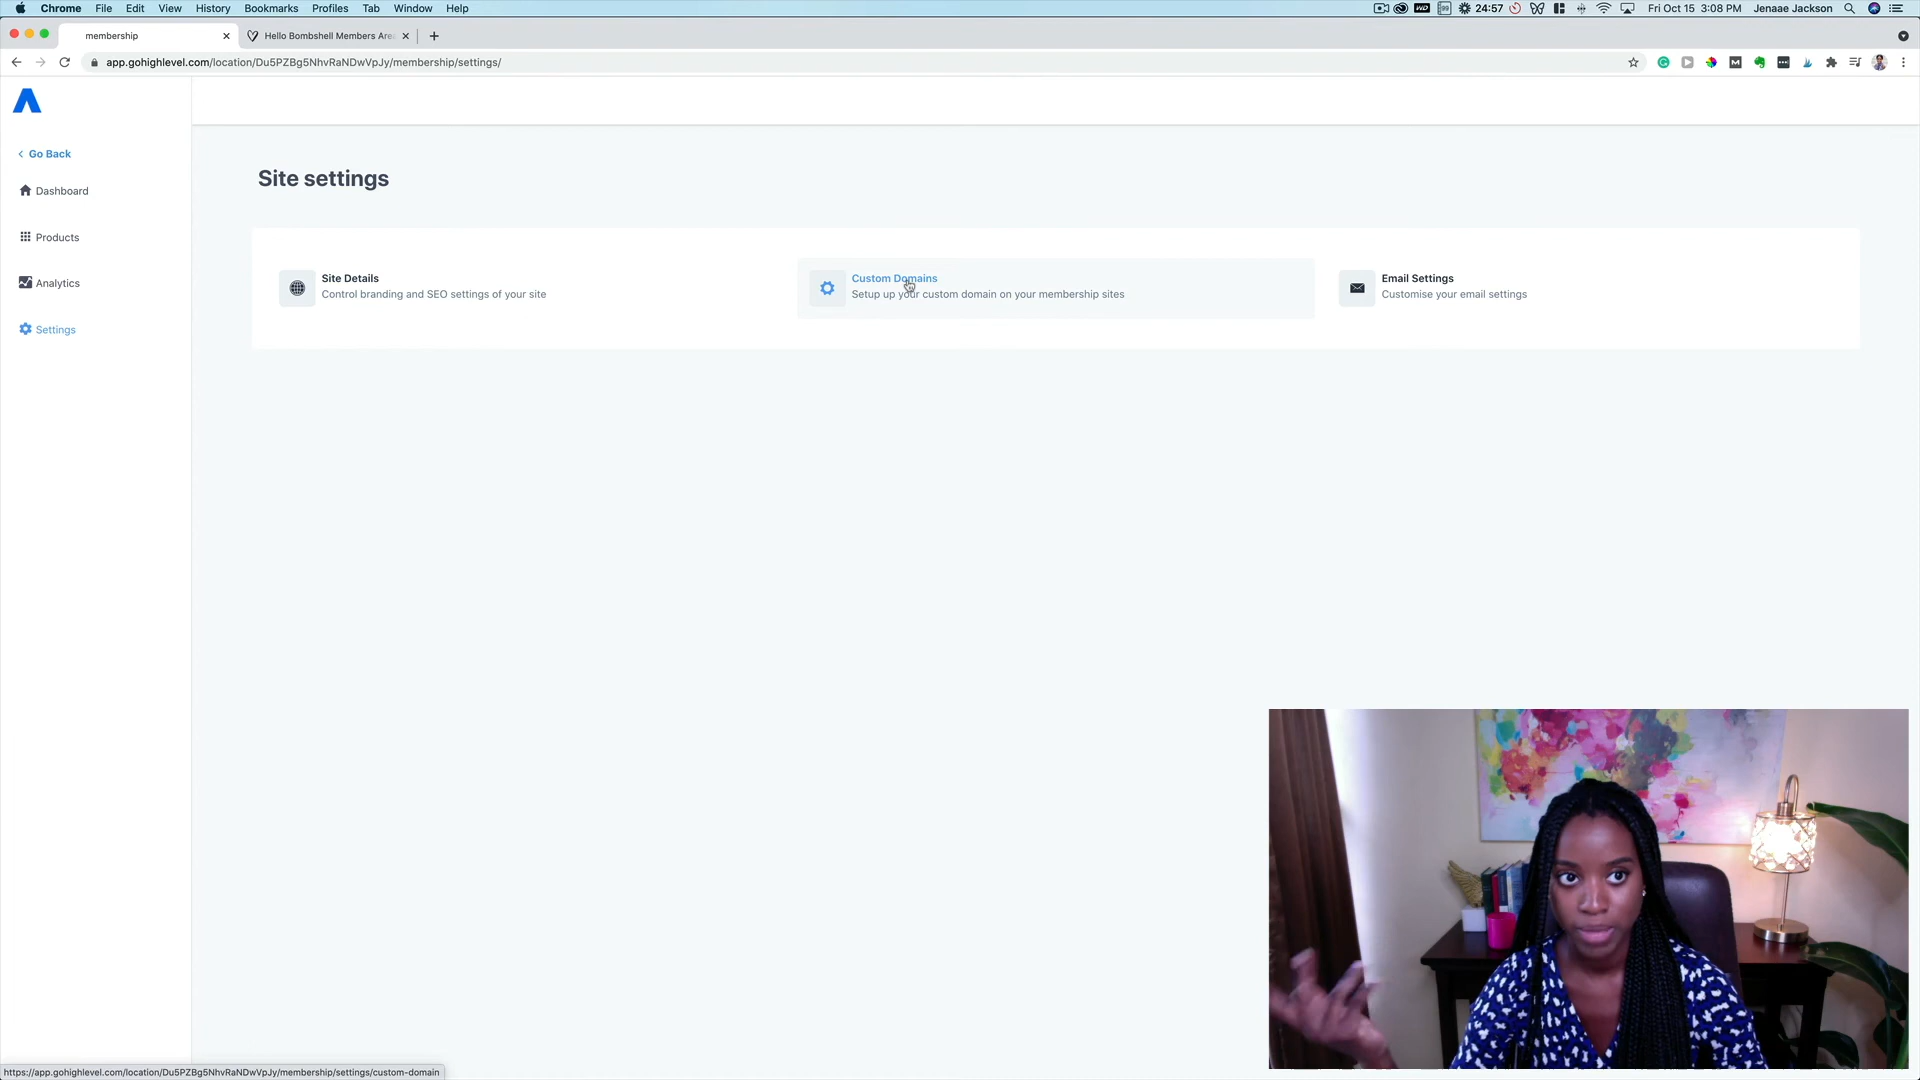 Chrome File Edit View History Bookmarks Profiles Tab Window Help
24:57 Fri Oct 15 3:08 PM Jenaae Jackson
membership
Hello Bombshell Members Are
app.gohighlevel.com/location/Du5PZBg5NhvRaNDwVpJy/membership/settings/
Go Back
Dashboard
Products
Analytics
Settings
Site settings
Site Details
Control branding and SEO settings of your site
Custom Domains
Setup up your custom domain on your membership sites
Email Settings
Customise your email settings
https://app.gohighlevel.com/location/Du5PZBg5NhvRaNDwVpJy/membership/settings/custom-domain